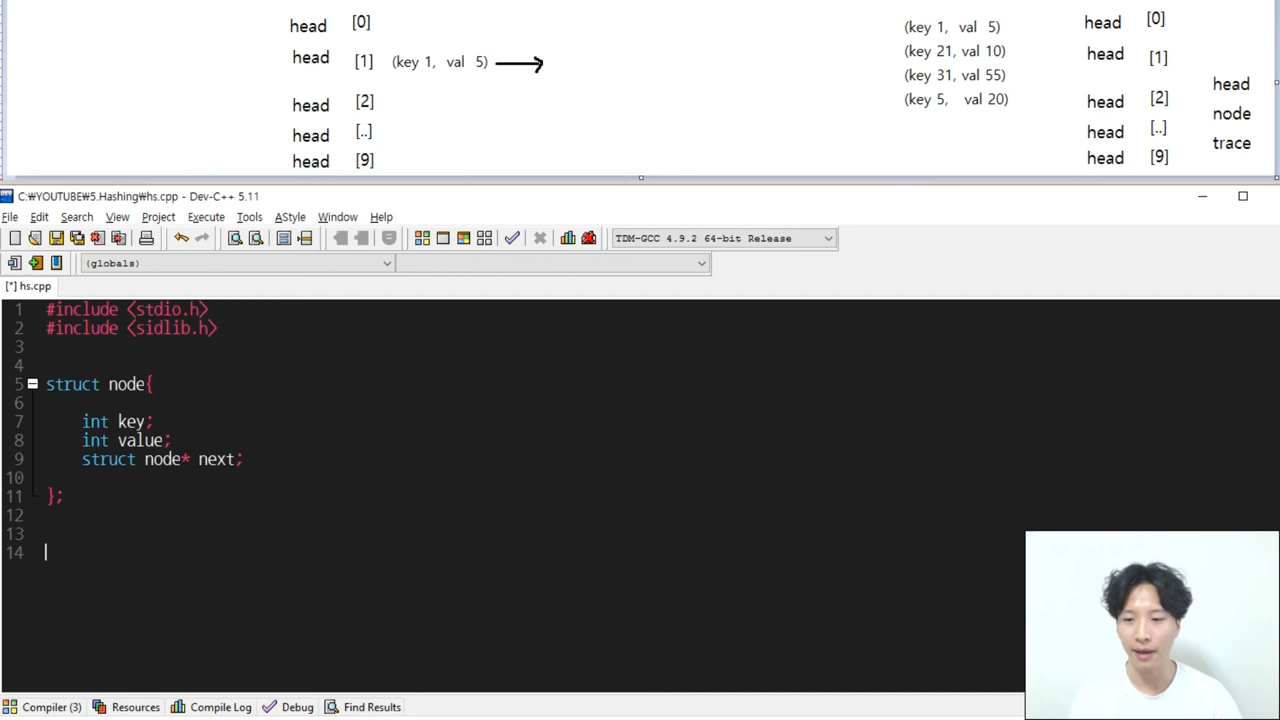 head [0]
head [1] (key 1, val 5)
head [2]
head [..]
head [9]
(key 1, val 5)
(key 21, val 10)
(key 31, val 55)
(key 5, val 20)
head [0]
head [1]
head [2]
head [..]
head [9]
head
node
trace
C:₩YOUTUBE₩5.Hashing₩hs.cpp - Dev-C++ 5.11
File Edit Search View Project Execute Tools AStyle Window Help
TDM-GCC 4.9.2 64-bit Release
(globals)
[*] hs.cpp
1 #include <stdio.h>
2 #include <sidlib.h>
3
4
5 struct node{
6
7 int key;
8 int value;
9 struct node* next;
10
11 };
12
13
14
Compiler (3) Resources Compile Log Debug Find Results